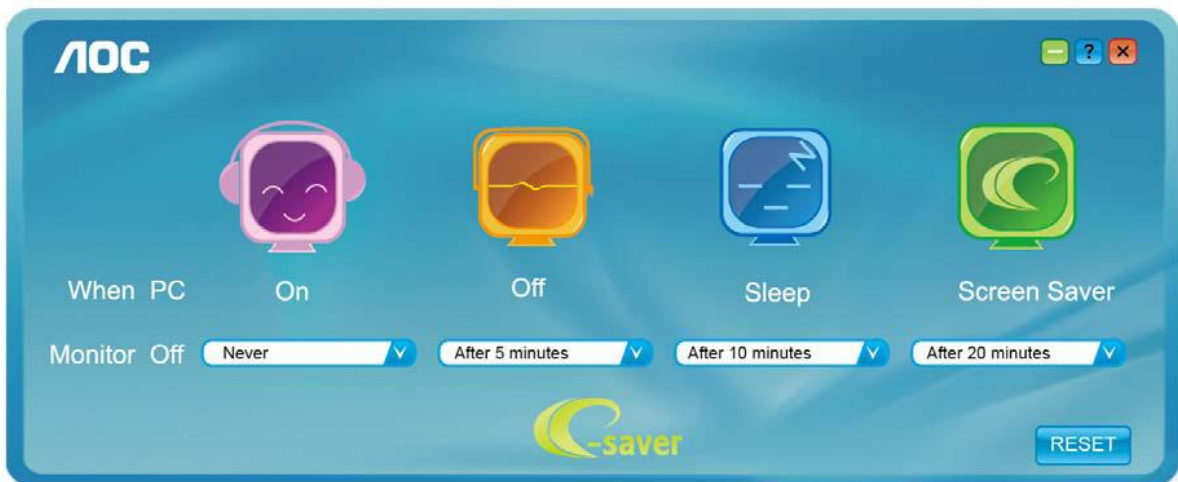 AOC
?
When PC On Off Sleep Screen Saver
Monitor Off Never After 5 minutes After 10 minutes After 20 minutes
e-saver
RESET